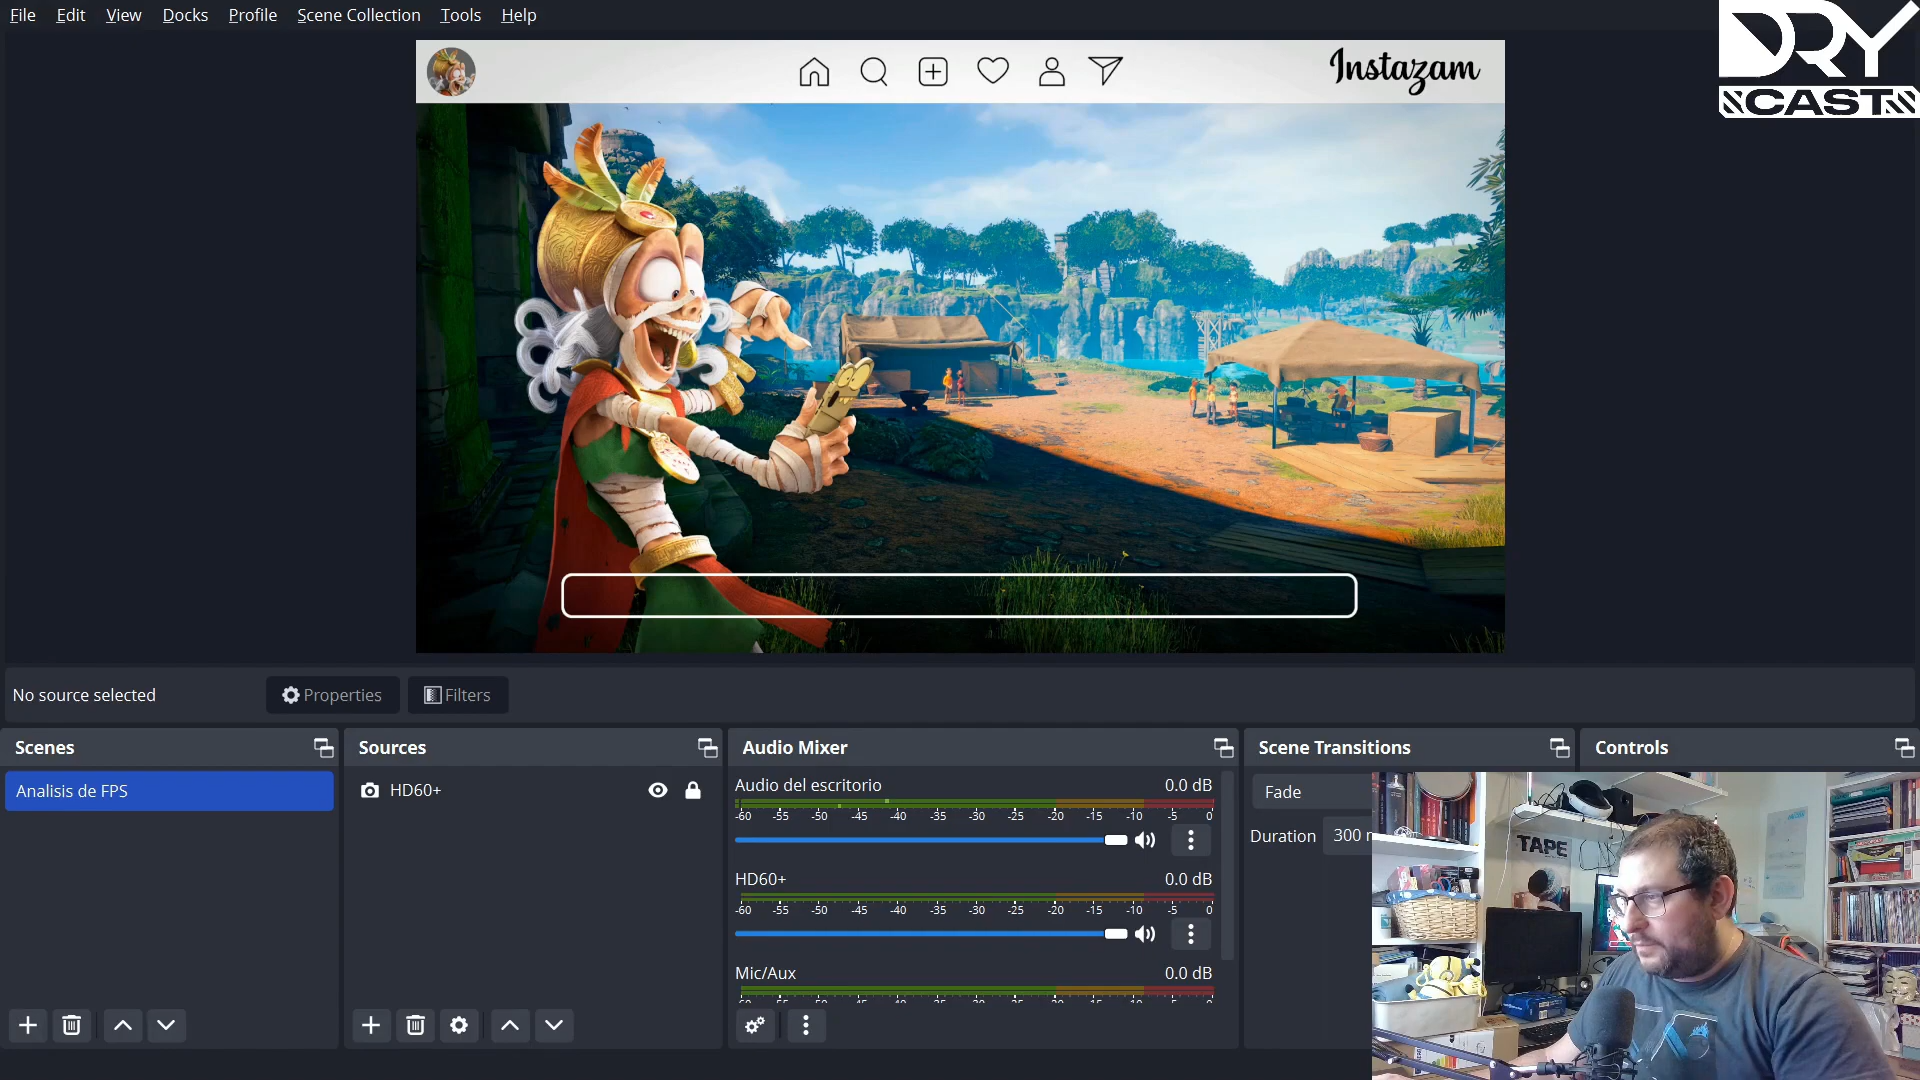 File Edit View Docks Profile Scene Collection Tools Help
DRY
CAST
Instazam
No source selected Properties Filters
Scenes Sources Audio Mixer Scene Transitions Controls
Analisis de FPS
HD60+
Audio del escritorio 0.0 dB
-60 -55 -50 -45 -40 -35 -30 -25 -20 -15 -10 -5 0
HD60+ 0.0 dB
-60 -55 -50 -45 -40 -35 -30 -25 -20 -15 -10 -5 0
Mic/Aux 0.0 dB
Fade
Duration 300
TAPE